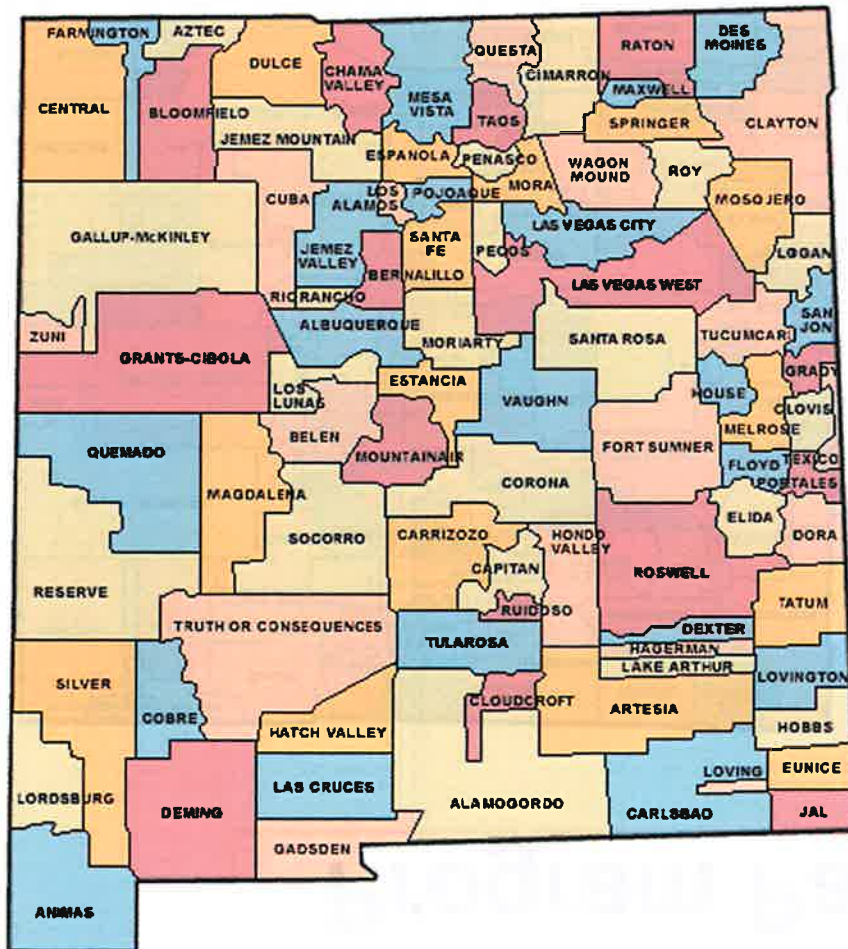 FARMINGTON
AZTEC
DULCE
CHAMA
VALLEY
QUESTA
CIMARRON
RATON
DES
MOINES
CENTRAL
BLOOMFIELD
MESA
VISTA
TAOS
MAXWELL
SPRINGER
CLAYTON
JEMEZ MOUNTAIN
ESPANOLA
PENASCO
WAGON
MOUND
ROY
CUBA
LOS
ALAMOS
POJOAQUE
MORA
MOSQJERO
GALLUP-McKINLEY
JEMEZ
VALLEY
SANTA
FE
PECOS
LAS VEGAS CITY
LOGAN
BERNALILLO
RIO RANCHO
LAS VEGAS WEST
ZUNI
GRANTS-CIBOLA
ALBUQUERQUE
MORIARTY
SANTA ROSA
TUCUMCARI
SAN
JON
LOS
LUNAS
ESTANCIA
VAUGHN
HOUSE
GRADY
CLOVIS
QUEMADO
BELEN
MOUNTAINAIR
FORT SUMNER
MELROSE
FLOYD
TEXICO
PORTALES
MAGDALENA
CORONA
ELIDA
SOCORRO
CARRIZOZO
HONDO
VALLEY
DORA
RESERVE
CAPITAN
ROSWELL
RUIDOSO
TATUM
TRUTH OR CONSEQUENCES
TULAROSA
DEXTER
HAGERMAN
LAKE ARTHUR
SILVER
COBRE
CLOUDCROFT
ARTESIA
LOVINGTON
HATCH VALLEY
HOBBS
LORDSBURG
DEMING
LAS CRUCES
ALAMOGORDO
LOVING
EUNICE
CARLSBAD
JAL
GADSDEN
ANIMAS